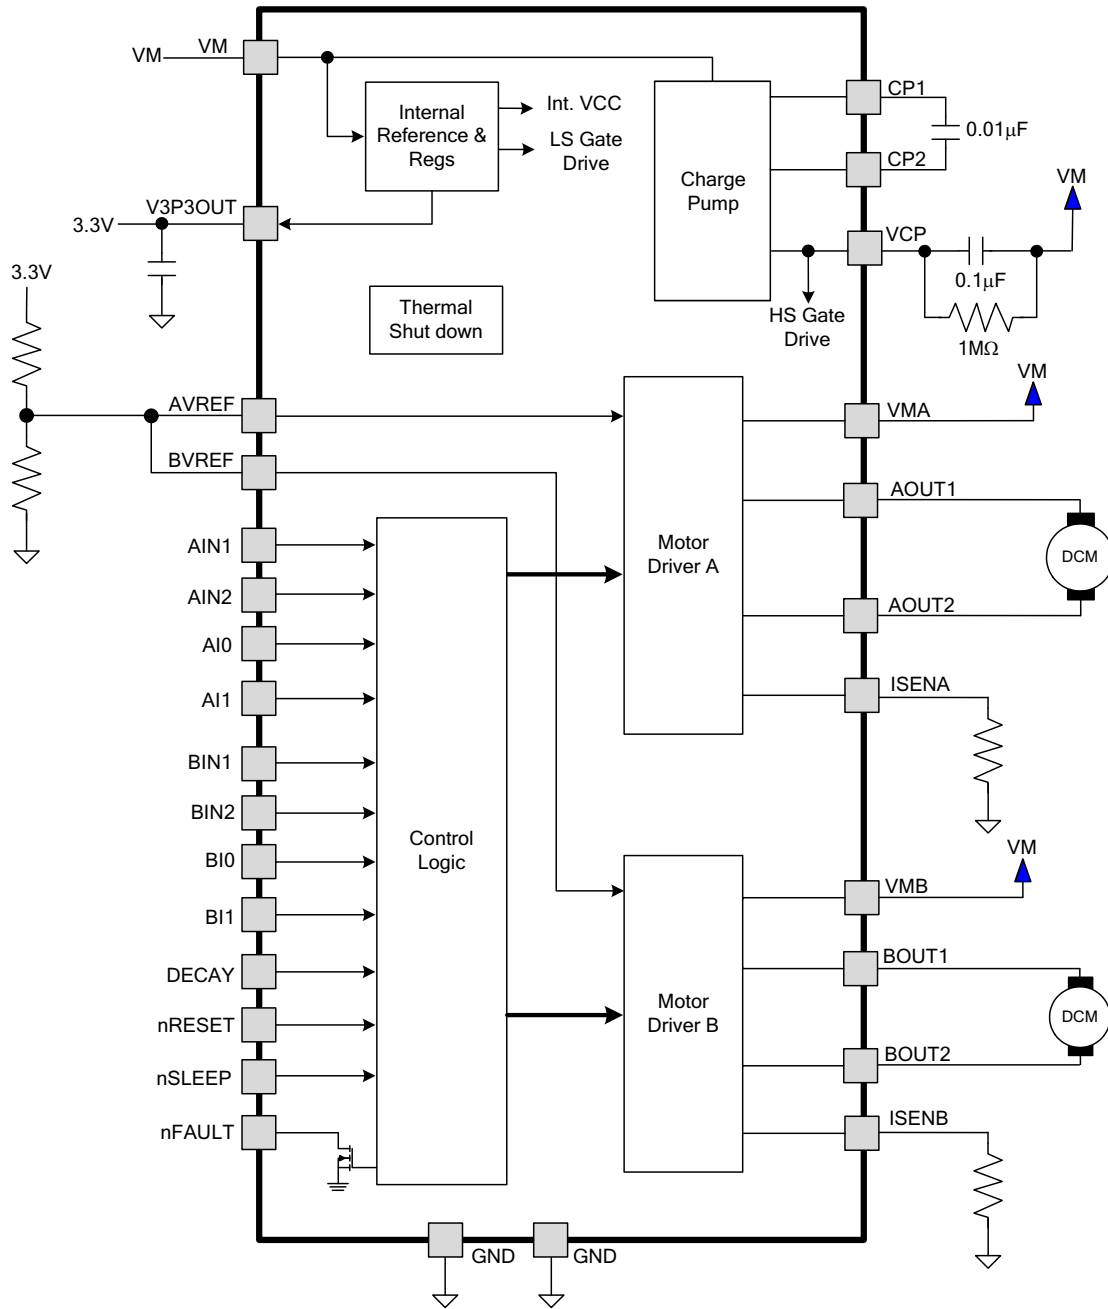 VM
VM
Internal
Reference &
Regs
Int. VCC
LS Gate
Drive
Charge
Pump
CP1
0.01µF
CP2
VM
V3P3OUT
3.3V
VCP
0.1µF
1MΩ
HS Gate
Drive
3.3V
Thermal
Shut down
AVREF
BVREF
VM
VMA
AOUT1
Motor
Driver A
DCM
AOUT2
ISENA
AIN1
AIN2
AI0
AI1
BIN1
BIN2
BI0
BI1
DECAY
nRESET
nSLEEP
nFAULT
Control
Logic
VM
VMB
BOUT1
Motor
Driver B
DCM
BOUT2
ISENB
GND
GND